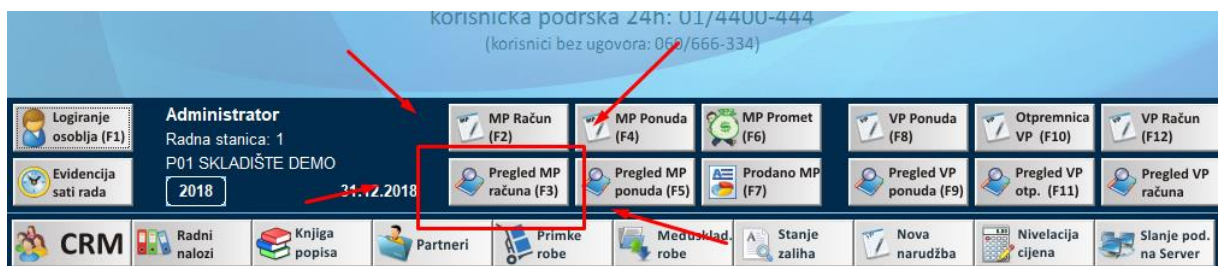 korisnička podrška 24h: 01/4400-444
(korisnici bez ugovora: 060/666-334)
Logiranje
osoblja (F1)
Administrator
Radna stanica: 1
P01 SKLADIŠTE DEMO
2018
31.12.2018
Evidencija
sati rada
MP Račun
(F2)
MP Ponuda
(F4)
MP Promet
(F6)
VP Ponuda
(F8)
Otpremnica
VP (F10)
VP Račun
(F12)
Pregled MP
računa (F3)
Pregled MP
ponuda (F5)
Prodano MP
(F7)
Pregled VP
ponuda (F9)
Pregled VP
otp. (F11)
Pregled VP
računa
CRM
Radni
nalozi
Knjiga
popisa
Partneri
Primke
robe
Međusklad.
robe
Stanje
zaliha
Nova
narudžba
Nivelacija
cijena
Slanje pod.
na Server